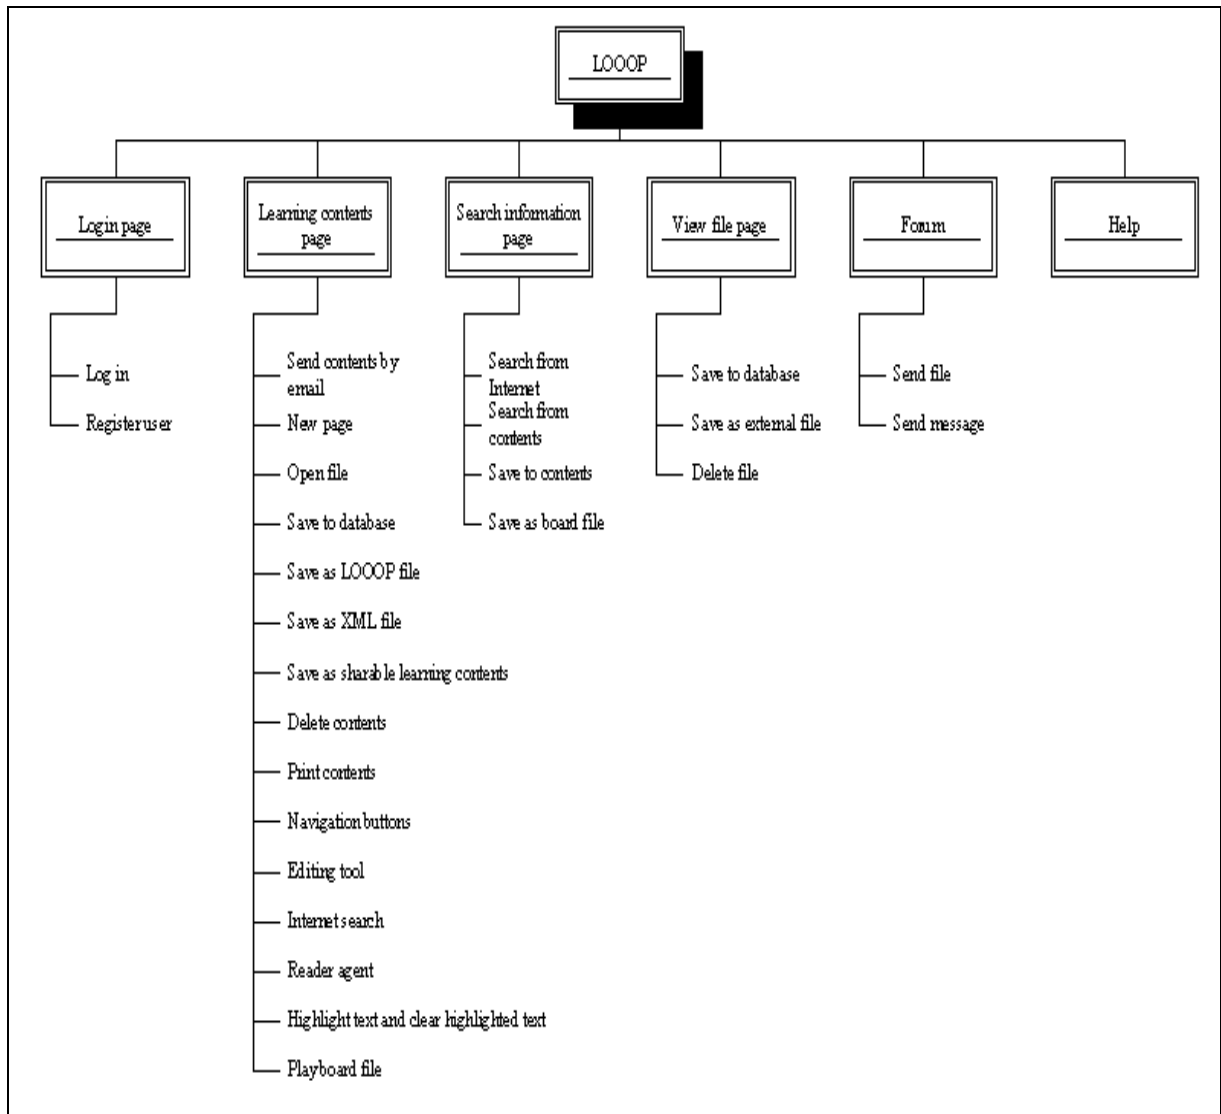 LOOOP
Login page
Learning contents
page
Search information
page
View file page
Forum
Help
Log in
Register user
Send contents by
email
New page
Open file
Save to database
Save as LOOOP file
Save as XML file
Save as sharable learning contents
Delete contents
Print contents
Navigation buttons
Editing tool
Internet search
Reader agent
Highlight text and clear highlighted text
Playboard file
Search from
Internet
Search from
contents
Save to contents
Save as board file
Save to database
Save as external file
Delete file
Send file
Send message